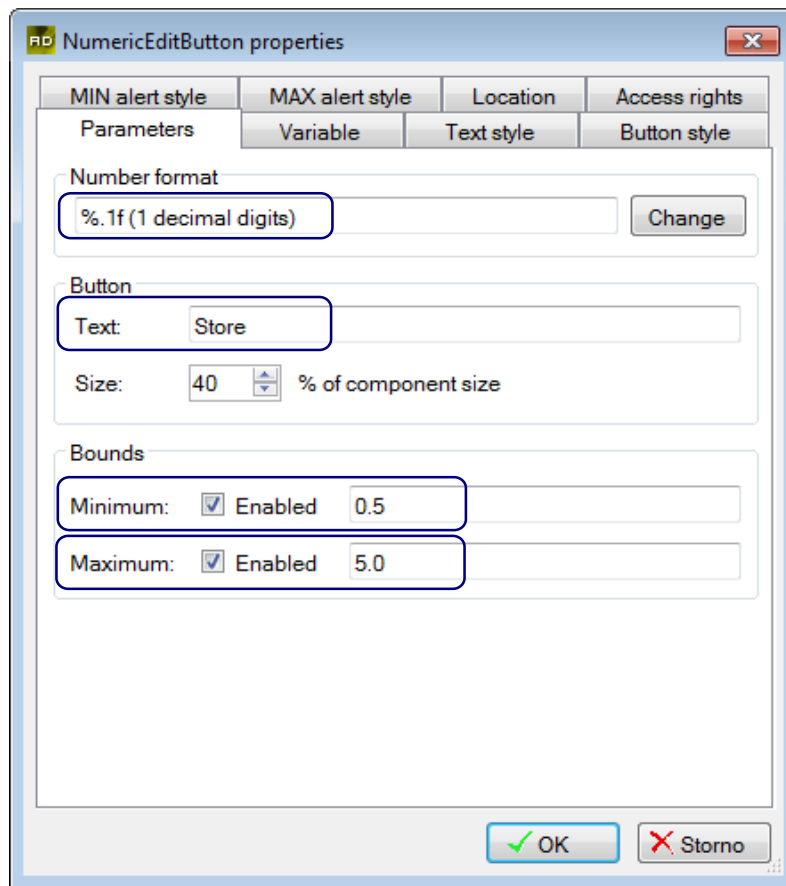 RD NumericEditButton properties
MIN alert style MAX alert style Location Access rights
Parameters Variable Text style Button style
Number format
%.1f (1 decimal digits) Change
Button
Text: Store
Size: 40 % of component size
Bounds
Minimum: Enabled 0.5
Maximum: Enabled 5.0
OK Storno